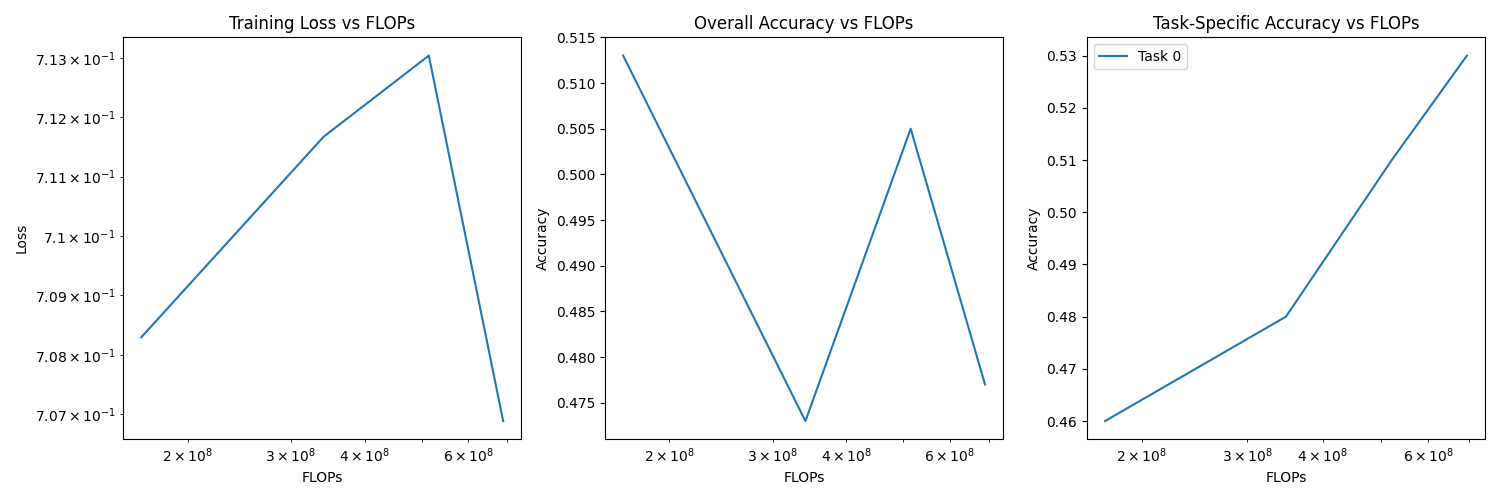 Training Loss vs FLOPs
Loss
7.13 × 10⁻¹
7.12 × 10⁻¹
7.11 × 10⁻¹
7.1 × 10⁻¹
7.09 × 10⁻¹
7.08 × 10⁻¹
7.07 × 10⁻¹
2 × 10⁸ 3 × 10⁸ 4 × 10⁸ 6 × 10⁸
FLOPs
Overall Accuracy vs FLOPs
Accuracy
0.515
0.510
0.505
0.500
0.495
0.490
0.485
0.480
0.475
2 × 10⁸ 3 × 10⁸ 4 × 10⁸ 6 × 10⁸
FLOPs
Task-Specific Accuracy vs FLOPs
Task 0
Accuracy
0.53
0.52
0.51
0.50
0.49
0.48
0.47
0.46
2 × 10⁸ 3 × 10⁸ 4 × 10⁸ 6 × 10⁸
FLOPs